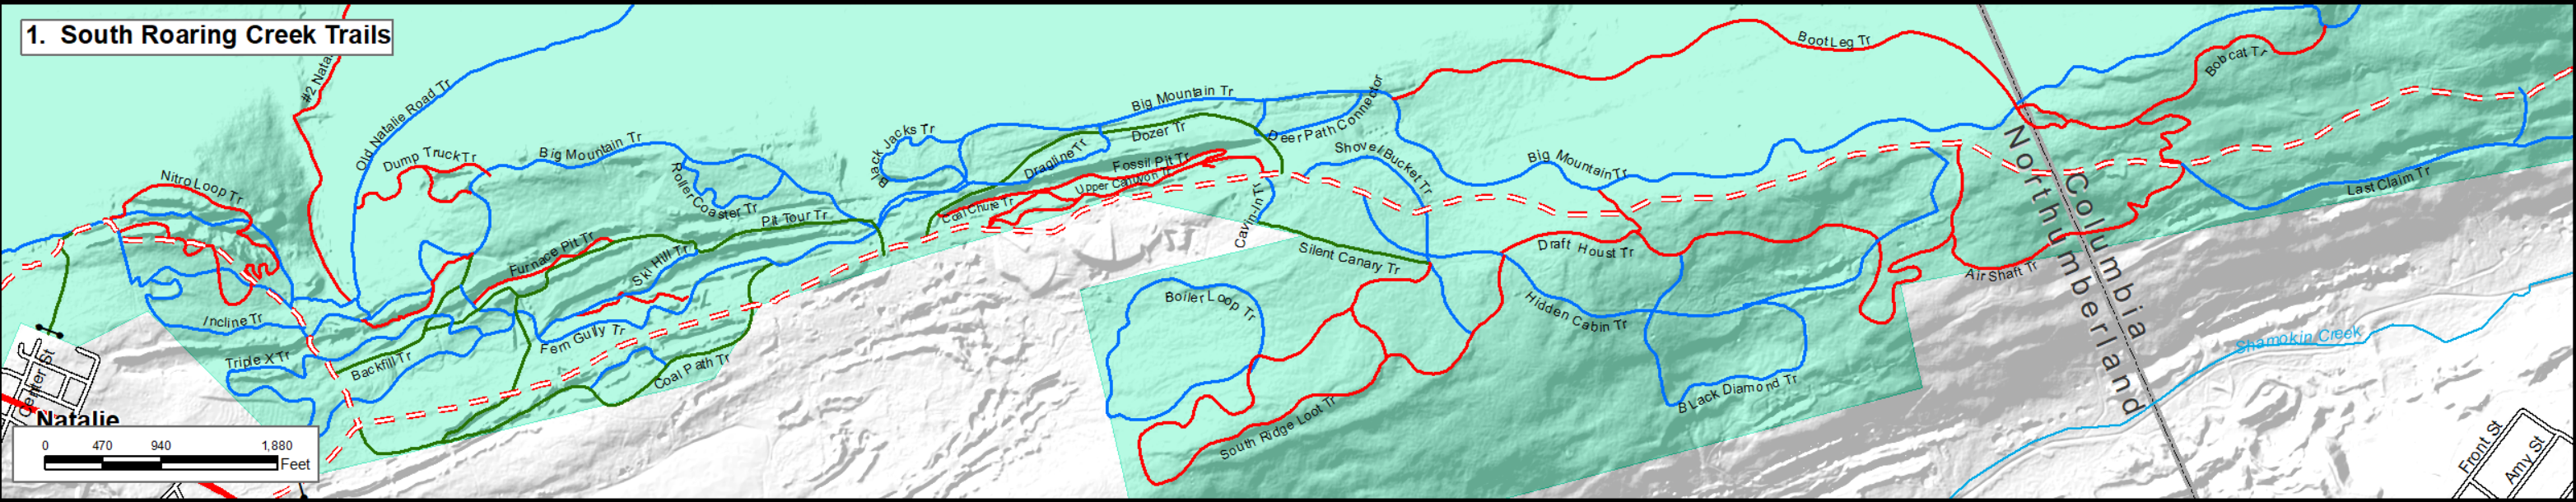 1. South Roaring Creek Trails
#2 Nata
Old Natalie Road Tr
Nitro Loop Tr
Dump Truck Tr
Big Mountain Tr
Roller Coaster Tr
Pit Tour Tr
Furnace Pit Tr
Ski Hill Tr
Fern Gully Tr
Incline Tr
Triple X Tr
Backfill Tr
Coal Path Tr
Black Jacks Tr
Big Mountain Tr
Dozer Tr
Dragline Tr
Fossil Pit Tr
Upper Canyon Tr
Coal Chute Tr
Cavin-in Tr
Deer Path Connector
Shovel/Bucket Tr
Silent Canary Tr
Boiler Loop Tr
South Ridge Loot Tr
Boot Leg Tr
Big Mountain Tr
Draft Houst Tr
Hidden Cabin Tr
BLack Diamond Tr
Air Shaft Tr
Bobcat Tr
Last Claim Tr
Columbia
Northumberland
Shamokin Creek
Front St
Amy St
Center St
Natalie
0 470 940 1,880
Feet